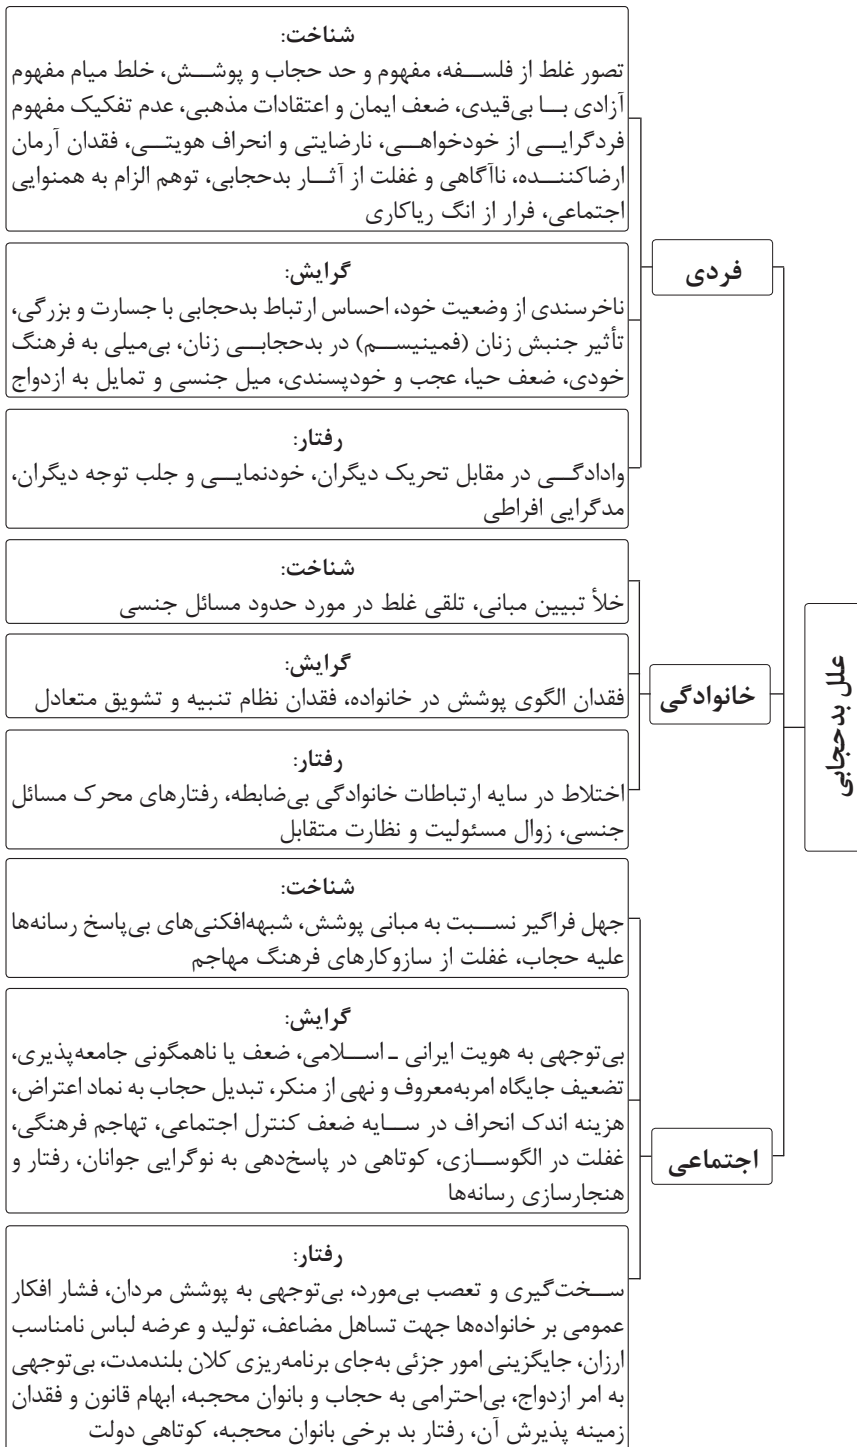 علل بدحجابی
فردی
شناخت:
تصور غلط از فلسفه، مفهوم و حد حجاب و پوشش، خلط میام مفهوم
آزادی با بی‌قیدی، ضعف ایمان و اعتقادات مذهبی، عدم تفکیک مفهوم
فردگرایی از خودخواهی، نارضایتی و انحراف هویتی، فقدان آرمان
ارضاکننده، ناآگاهی و غفلت از آثار بدحجابی، توهم الزام به همنوایی
اجتماعی، فرار از انگ ریاکاری
گرایش:
ناخرسندی از وضعیت خود، احساس ارتباط بدحجابی با جسارت و بزرگی،
تأثیر جنبش زنان (فمینیسم) در بدحجابی زنان، بی‌میلی به فرهنگ
خودی، ضعف حیا، عجب و خودپسندی، میل جنسی و تمایل به ازدواج
رفتار:
وادادگی در مقابل تحریک دیگران، خودنمایی و جلب توجه دیگران،
مدگرایی افراطی
خانوادگی
شناخت:
خلأ تبیین مبانی، تلقی غلط در مورد حدود مسائل جنسی
گرایش:
فقدان الگوی پوشش در خانواده، فقدان نظام تنبیه و تشویق متعادل
رفتار:
اختلاط در سایه ارتباطات خانوادگی بی‌ضابطه، رفتارهای محرک مسائل
جنسی، زوال مسئولیت و نظارت متقابل
اجتماعی
شناخت:
جهل فراگیر نسبت به مبانی پوشش، شبهه‌افکنی‌های بی‌پاسخ رسانه‌ها
علیه حجاب، غفلت از سازوکارهای فرهنگ مهاجم
گرایش:
بی‌توجهی به هویت ایرانی ـ اسلامی، ضعف یا ناهمگونی جامعه‌پذیری،
تضعیف جایگاه امربه‌معروف و نهی از منکر، تبدیل حجاب به نماد اعتراض،
هزینه اندک انحراف در سایه ضعف کنترل اجتماعی، تهاجم فرهنگی،
غفلت در الگوسازی، کوتاهی در پاسخ‌دهی به نوگرایی جوانان، رفتار و
هنجارسازی رسانه‌ها
رفتار:
سخت‌گیری و تعصب بی‌مورد، بی‌توجهی به پوشش مردان، فشار افکار
عمومی بر خانواده‌ها جهت تساهل مضاعف، تولید و عرضه لباس نامناسب
ارزان، جایگزینی امور جزئی به‌جای برنامه‌ریزی کلان بلندمدت، بی‌توجهی
به امر ازدواج، بی‌احترامی به حجاب و بانوان محجبه، ابهام قانون و فقدان
زمینه پذیرش آن، رفتار بد برخی بانوان محجبه، کوتاهی دولت